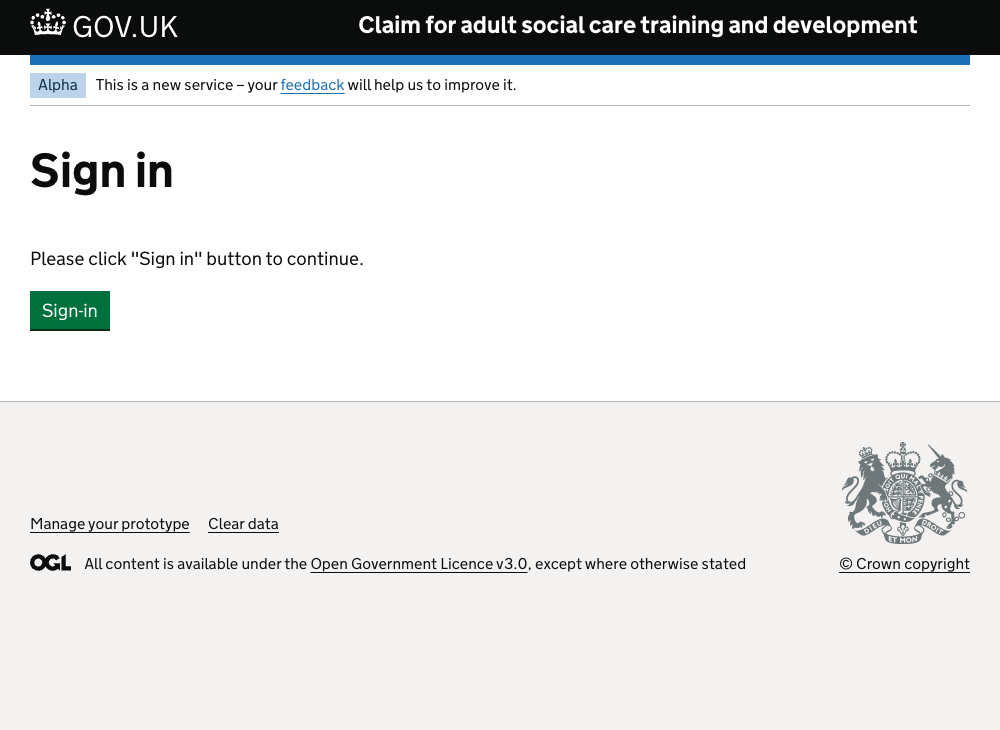 GOV.UK
Claim for adult social care training and development
Alpha This is a new service – your feedback will help us to improve it.
Sign in
Please click "Sign in" button to continue.
Sign-in
Manage your prototype Clear data
OGL All content is available under the Open Government Licence v3.0, except where otherwise stated
DIEU ET MON DROIT
© Crown copyright